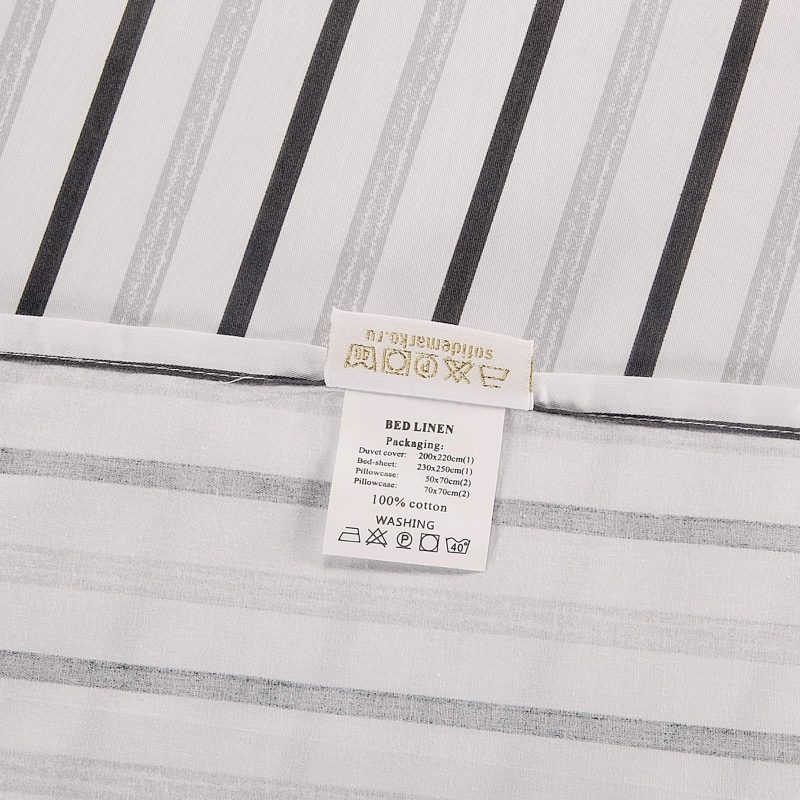 sofidemarko.ru
BED LINEN
Packaging:
Duvet cover: 200x220cm(1)
Bed-sheet: 230x250cm(1)
Pillowcase: 50x70cm(2)
Pillowcase: 70x70cm(2)
100% cotton
WASHING
P 40°